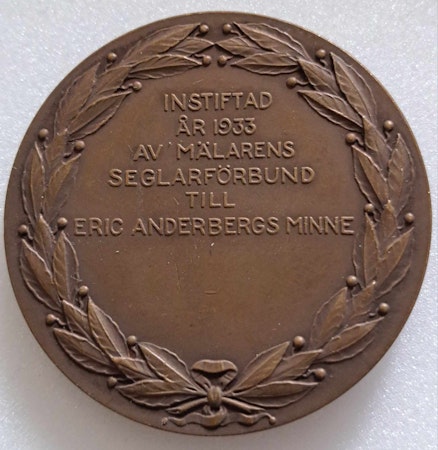 INSTIFTAD
ÅR 1933
AV MÄLARENS
SEGLARFÖRBUND
TILL
ERIC ANDERBERGS MINNE